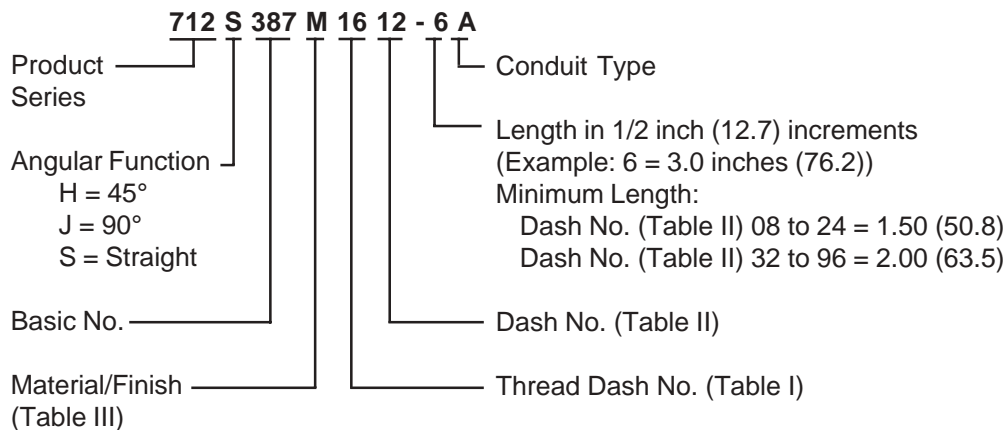 712 S 387 M 16 12 - 6 A
Product
Series
Angular Function
H = 45°
J = 90°
S = Straight
Basic No.
Material/Finish
(Table III)
Conduit Type
Length in 1/2 inch (12.7) increments
(Example: 6 = 3.0 inches (76.2))
Minimum Length:
Dash No. (Table II) 08 to 24 = 1.50 (50.8)
Dash No. (Table II) 32 to 96 = 2.00 (63.5)
Dash No. (Table II)
Thread Dash No. (Table I)